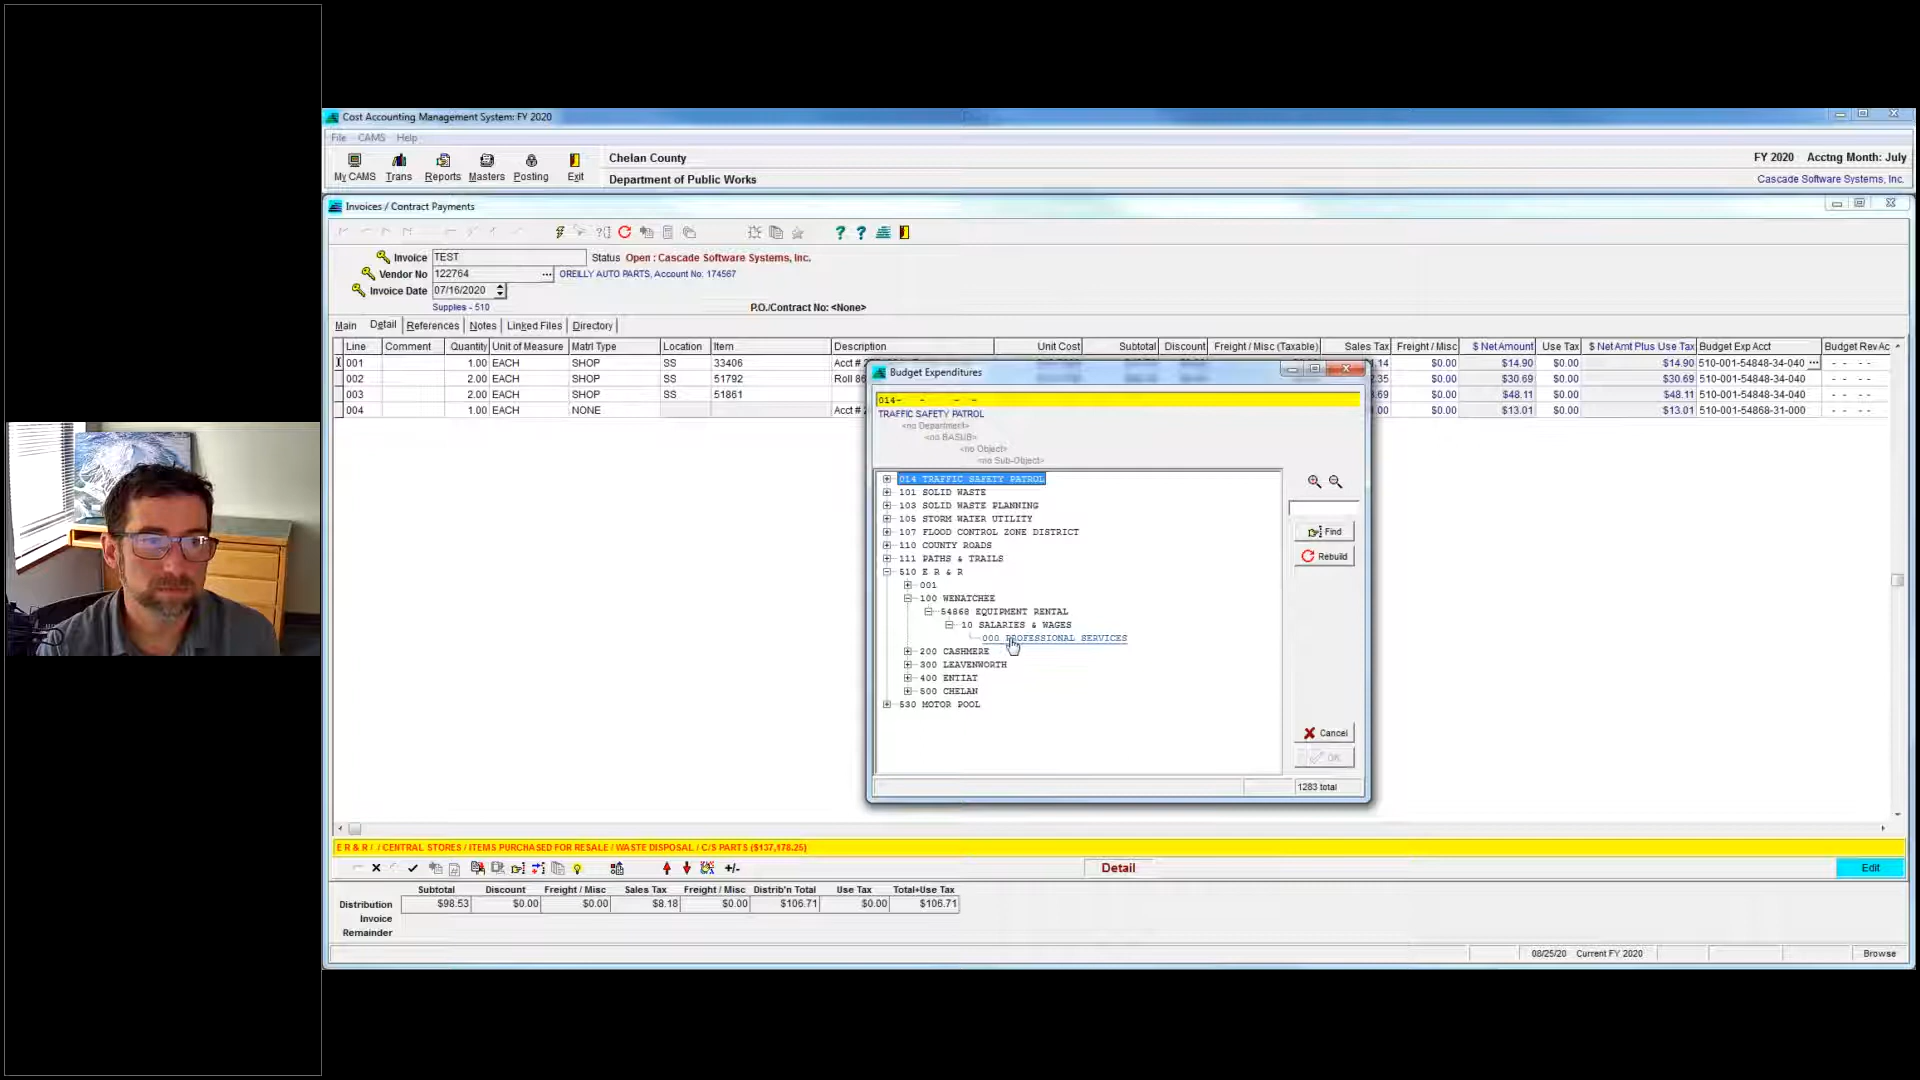 Cost Accounting Management System: FY 2020
File CAMS Help
My CAMS Trans Reports Masters Posting Exit
Chelan County
Department of Public Works
FY 2020 Acctng Month: July
Cascade Software Systems, Inc.
Invoices / Contract Payments
Invoice TEST Status Open : Cascade Software Systems, Inc.
Vendor No 122764 ... OREILLY AUTO PARTS, Account No: 174567
Invoice Date 07/16/2020
Supplies - 510 P.O./Contract No: <None>
Main Detail References Notes Linked Files Directory
Line Comment Quantity Unit of Measure Matrl Type Location Item Description Unit Cost Subtotal Discount Freight / Misc (Taxable) Sales Tax Freight / Misc $ Net Amount Use Tax $ Net Amt Plus Use Tax Budget Exp Acct Budget Rev Ac
001 1.00 EACH SHOP SS 33406 Acct # .14 $0.00 $14.90 $0.00 $14.90 510-001-54848-34-040 ... - - -
002 2.00 EACH SHOP SS 51792 Roll 86 .35 $0.00 $30.69 $0.00 $30.69 510-001-54848-34-040 - - -
003 2.00 EACH SHOP SS 51861 .69 $0.00 $48.11 $0.00 $48.11 510-001-54848-34-040 - - -
004 1.00 EACH NONE Acct # .00 $0.00 $13.01 $0.00 $13.01 510-001-54868-31-000 - - -
Budget Expenditures
014- - - -
TRAFFIC SAFETY PATROL
<no Department>
<no BASUB>
<no Object>
<no Sub-Object>
014 TRAFFIC SAFETY PATROL
101 SOLID WASTE
103 SOLID WASTE PLANNING
105 STORM WATER UTILITY
107 FLOOD CONTROL ZONE DISTRICT
110 COUNTY ROADS
111 PATHS & TRAILS
510 E R & R
001
100 WENATCHEE
54868 EQUIPMENT RENTAL
10 SALARIES & WAGES
000 PROFESSIONAL SERVICES
200 CASHMERE
300 LEAVENWORTH
400 ENTIAT
500 CHELAN
530 MOTOR POOL
Find
Rebuild
Cancel
OK
1283 total
E R & R / / CENTRAL STORES / ITEMS PURCHASED FOR RESALE / WASTE DISPOSAL / C/S PARTS ($137,178.25)
Detail
Edit
Subtotal Discount Freight / Misc Sales Tax Freight / Misc Distrib'n Total Use Tax Total+Use Tax
Distribution $98.53 $0.00 $0.00 $8.18 $0.00 $106.71 $0.00 $106.71
Invoice
Remainder
08/25/20 Current FY 2020 Browse